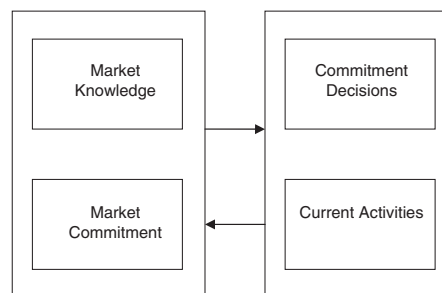 Market
Knowledge
Commitment
Decisions
Market
Commitment
Current Activities